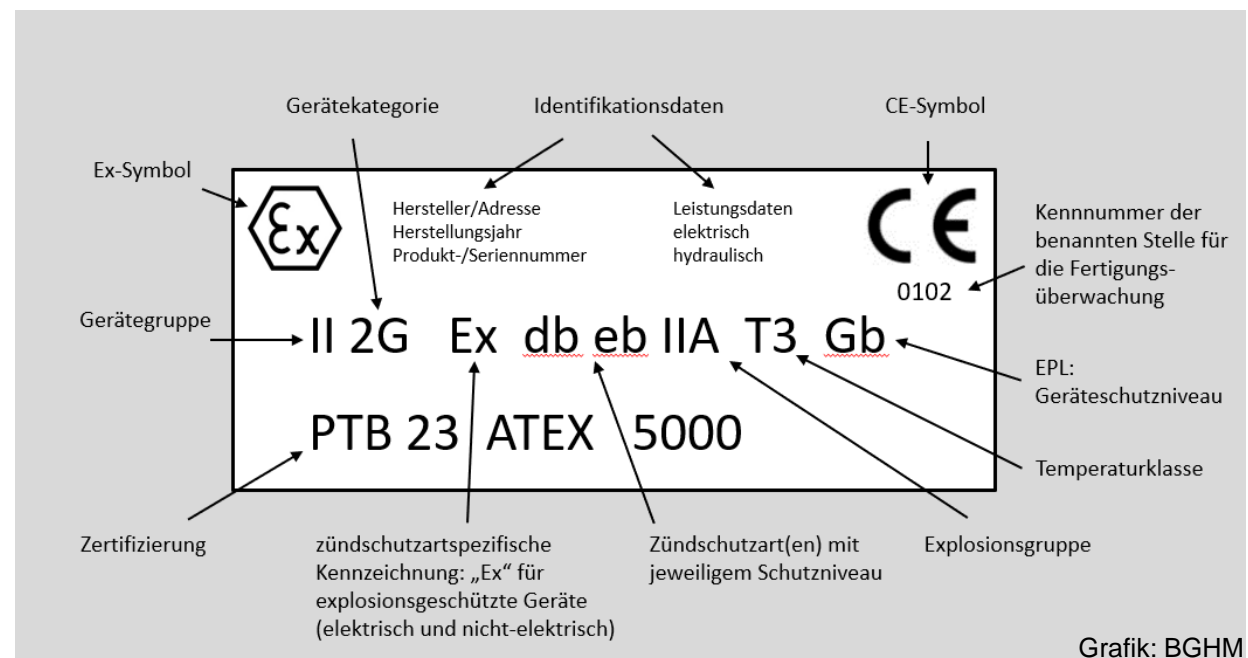 Gerätekategorie
Identifikationsdaten
CE-Symbol
Ex-Symbol
Ex
Hersteller/Adresse
Herstellungsjahr
Produkt-/Seriennummer
Leistungsdaten
elektrisch
hydraulisch
CE
0102
Kennnummer der
benannten Stelle für
die Fertigungs-
überwachung
Gerätegruppe
II 2G Ex db eb IIA T3 Gb
EPL:
Geräteschutzniveau
PTB 23 ATEX 5000
Temperaturklasse
Zertifizierung
zündschutzartspezifische
Kennzeichnung: „Ex“ für
explosionsgeschützte Geräte
(elektrisch und nicht-elektrisch)
Zündschutzart(en) mit
jeweiligem Schutzniveau
Explosionsgruppe
Grafik: BGHM